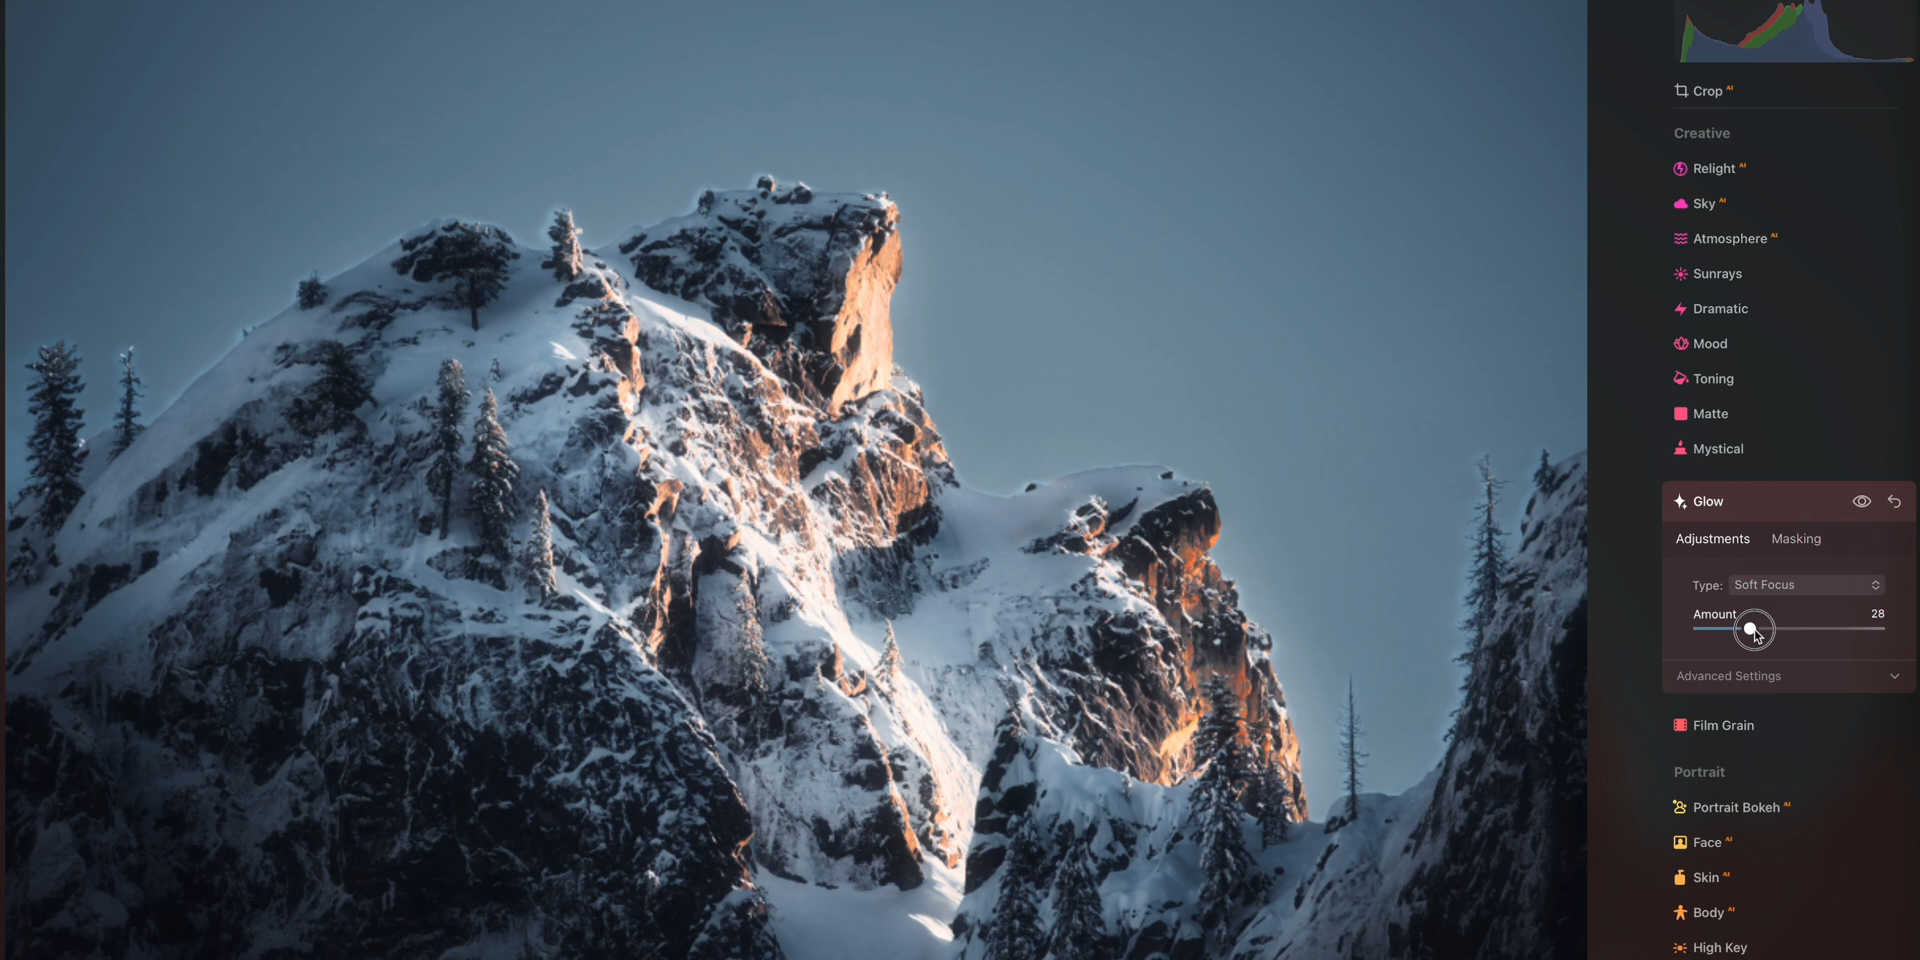 Crop AI
Creative
Relight AI
Sky AI
Atmosphere AI
Sunrays
Dramatic
Mood
Toning
Matte
Mystical
Glow
Adjustments Masking
Type: Soft Focus
Amount 28
Advanced Settings
Film Grain
Portrait
Portrait Bokeh AI
Face AI
Skin AI
Body AI
High Key